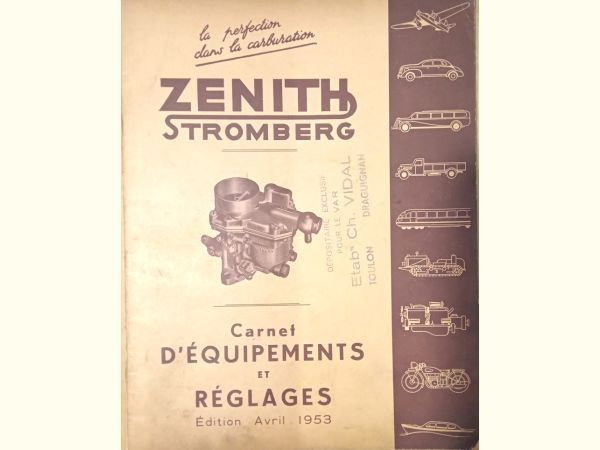 la perfection
dans la carburation
ZENITH
STROMBERG
DÉPOSITAIRE EXCLUSIF
POUR LE VAR
Etabts Ch. VIDAL
TOULON DRAGUIGNAN
Carnet
D'ÉQUIPEMENTS
ET
RÉGLAGES
Édition Avril 1953